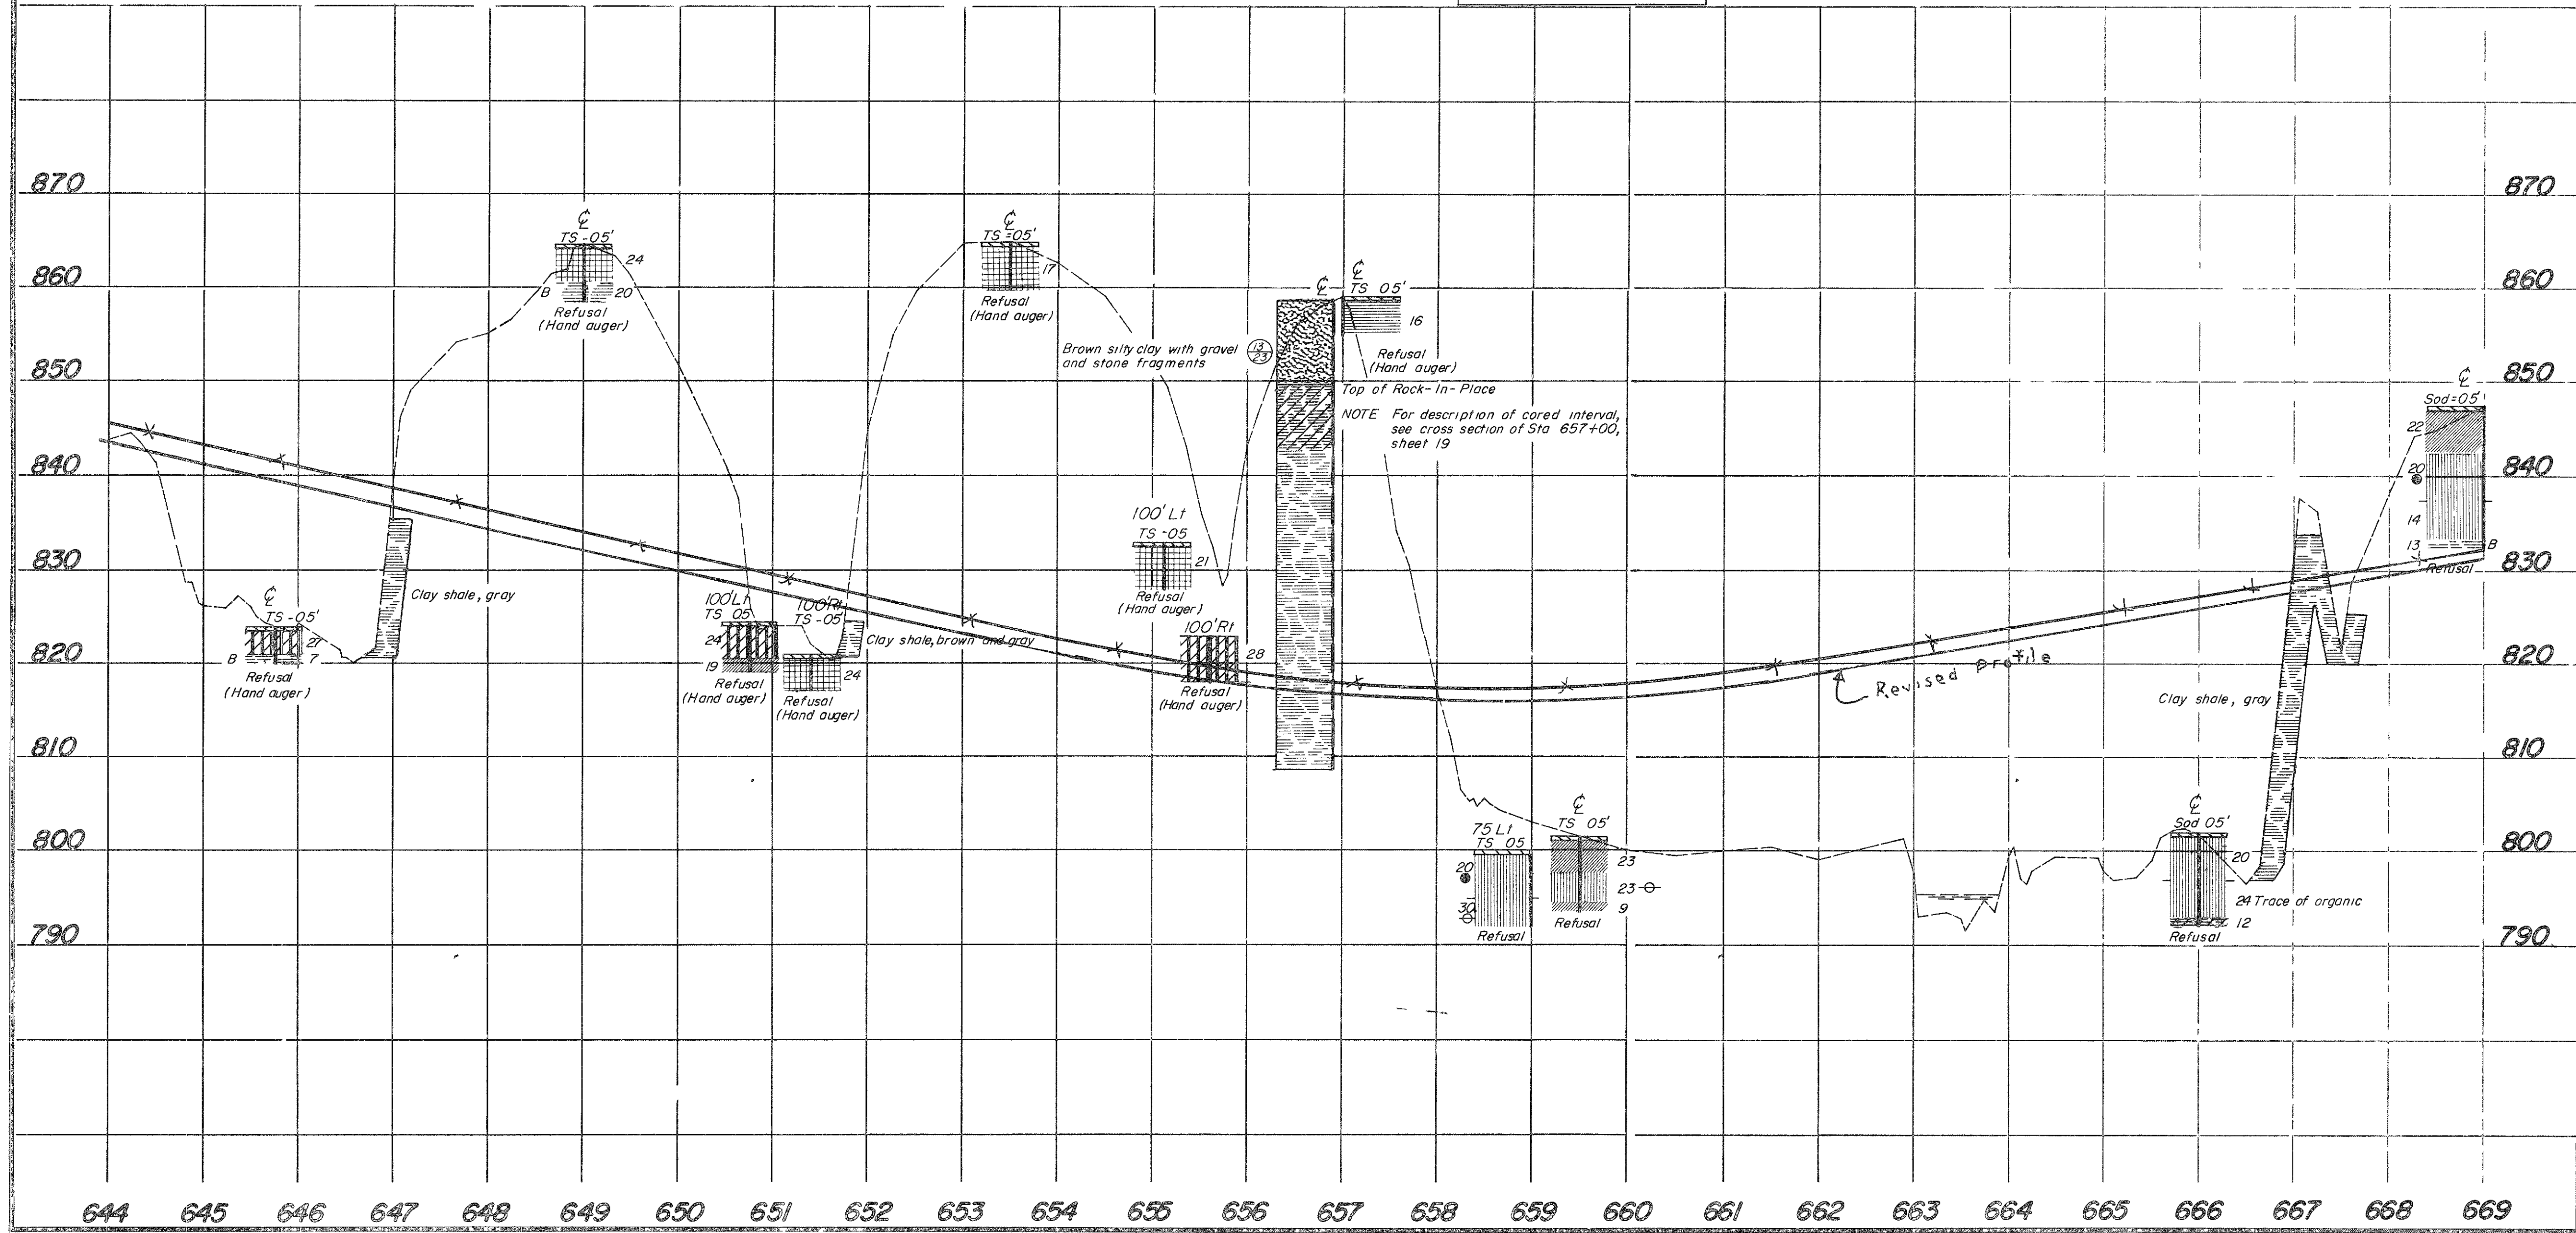 870
870
℄
TS -05'
24
B
20
Refusal
(Hand auger)
℄
TS =05'
17
Refusal
(Hand auger)
860
860
℄
℄
TS 05'
16
Refusal
(Hand auger)
Brown silty clay with gravel
and stone fragments
13
23
850
850
Top of Rock-In-Place
NOTE For description of cored interval,
see cross section of Sta 657+00,
sheet 19
℄
Sod=05'
22
20
14
13
B
Refusal
840
840
100' Lt
TS -05
21
Refusal
(Hand auger)
830
830
Clay shale, gray
℄
TS -05'
27
B
7
Refusal
(Hand auger)
100'Lt
TS 05
24
19
Refusal
(Hand auger)
100'Rt
TS -05'
24
Refusal
(Hand auger)
Clay shale, brown and gray
100'Rt
28
Refusal
(Hand auger)
820
820
Revised profile
Clay shale, gray
810
810
75 Lt
TS 05
20
30
Refusal
℄
TS 05'
23
23
9
Refusal
℄
Sod 05'
20
24 Trace of organic
12
Refusal
800
800
790
790
644 645 646 647 648 649 650 651 652 653 654 655 656 657 658 659 660 661 662 663 664 665 666 667 668 669